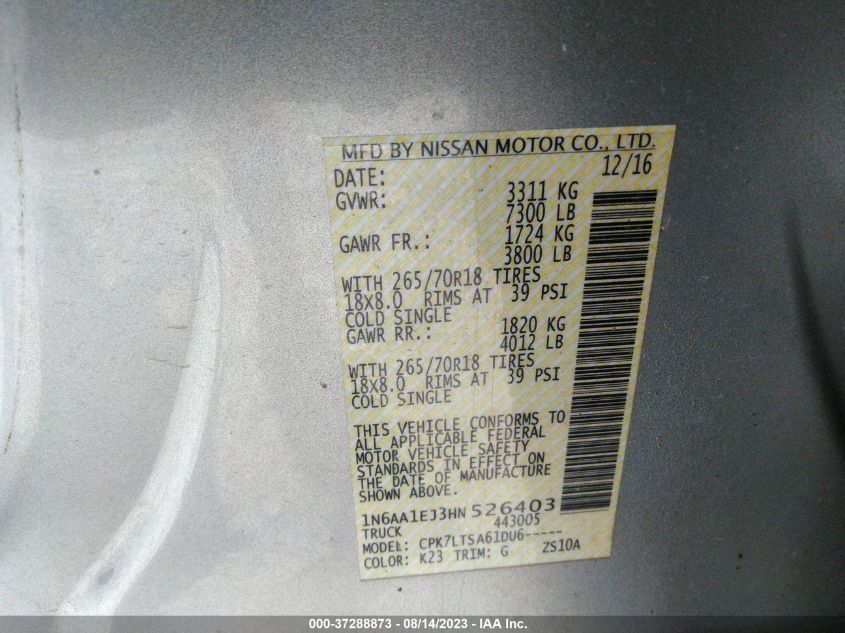 MFD BY NISSAN MOTOR CO., LTD.
DATE: 12/16
GVWR: 3311 KG
7300 LB
GAWR FR.: 1724 KG
3800 LB
WITH 265/70R18 TIRES
18X8.0 RIMS AT 39 PSI
COLD SINGLE
GAWR RR.: 1820 KG
4012 LB
WITH 265/70R18 TIRES
18X8.0 RIMS AT 39 PSI
COLD SINGLE
THIS VEHICLE CONFORMS TO
ALL APPLICABLE FEDERAL
MOTOR VEHICLE SAFETY
STANDARDS IN EFFECT ON
THE DATE OF MANUFACTURE
SHOWN ABOVE.
1N6AA1EJ3HN526403
TRUCK 443005
MODEL: CPK7LTSA61DU6-----
COLOR: K23 TRIM: G ZS10A
000-37288873 - 08/14/2023 - IAA Inc.